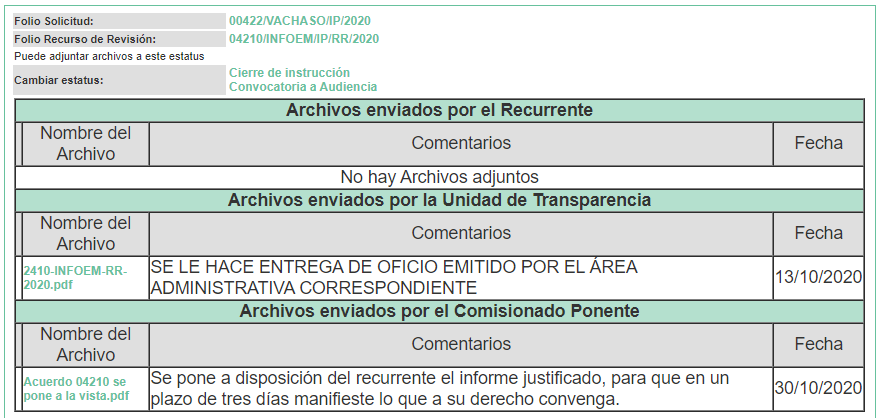 Folio Solicitud: 00422/VACHASO/IP/2020
Folio Recurso de Revisión: 04210/INFOEM/IP/RR/2020
Puede adjuntar archivos a este estatus
Cambiar estatus: Cierre de instrucción
Convocatoria a Audiencia
Archivos enviados por el Recurrente
Nombre del Archivo Comentarios Fecha
No hay Archivos adjuntos
Archivos enviados por la Unidad de Transparencia
Nombre del Archivo Comentarios Fecha
2410-INFOEM-RR-2020.pdf SE LE HACE ENTREGA DE OFICIO EMITIDO POR EL ÁREA ADMINISTRATIVA CORRESPONDIENTE 13/10/2020
Archivos enviados por el Comisionado Ponente
Nombre del Archivo Comentarios Fecha
Acuerdo 04210 se pone a la vista.pdf Se pone a disposición del recurrente el informe justificado, para que en un plazo de tres días manifieste lo que a su derecho convenga. 30/10/2020